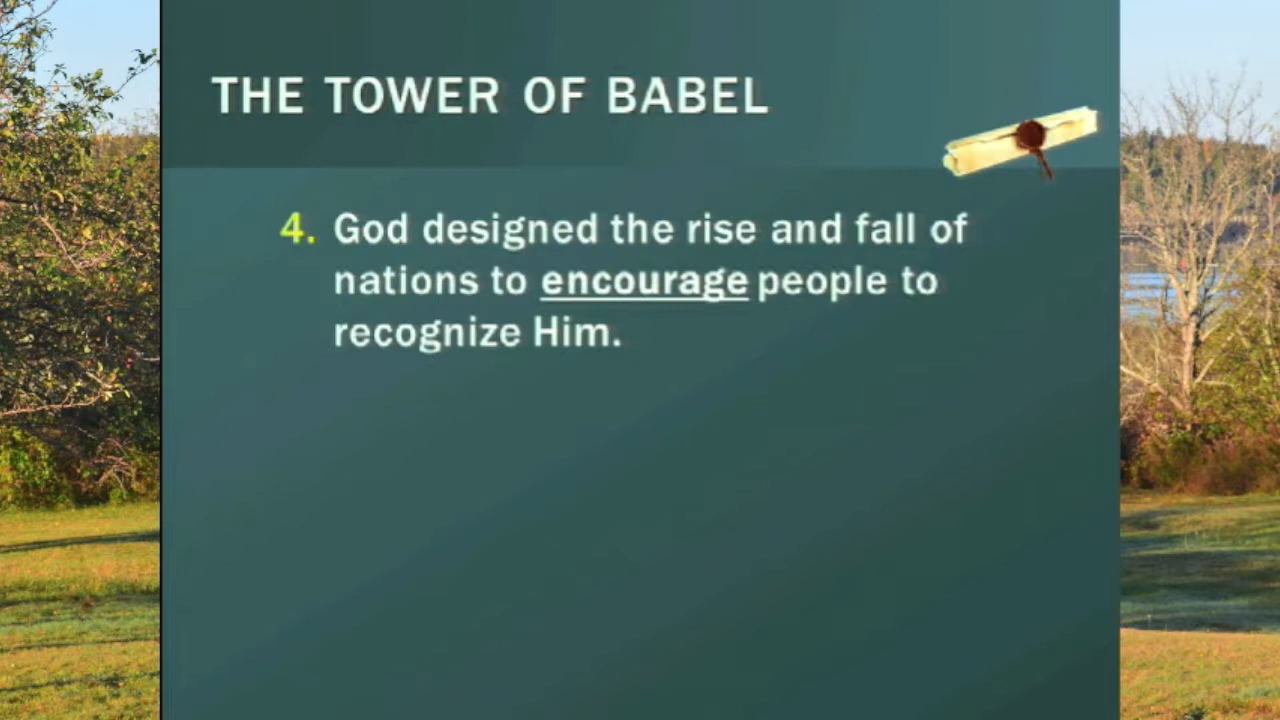 THE TOWER OF BABEL
4. God designed the rise and fall of
nations to encourage people to
recognize Him.